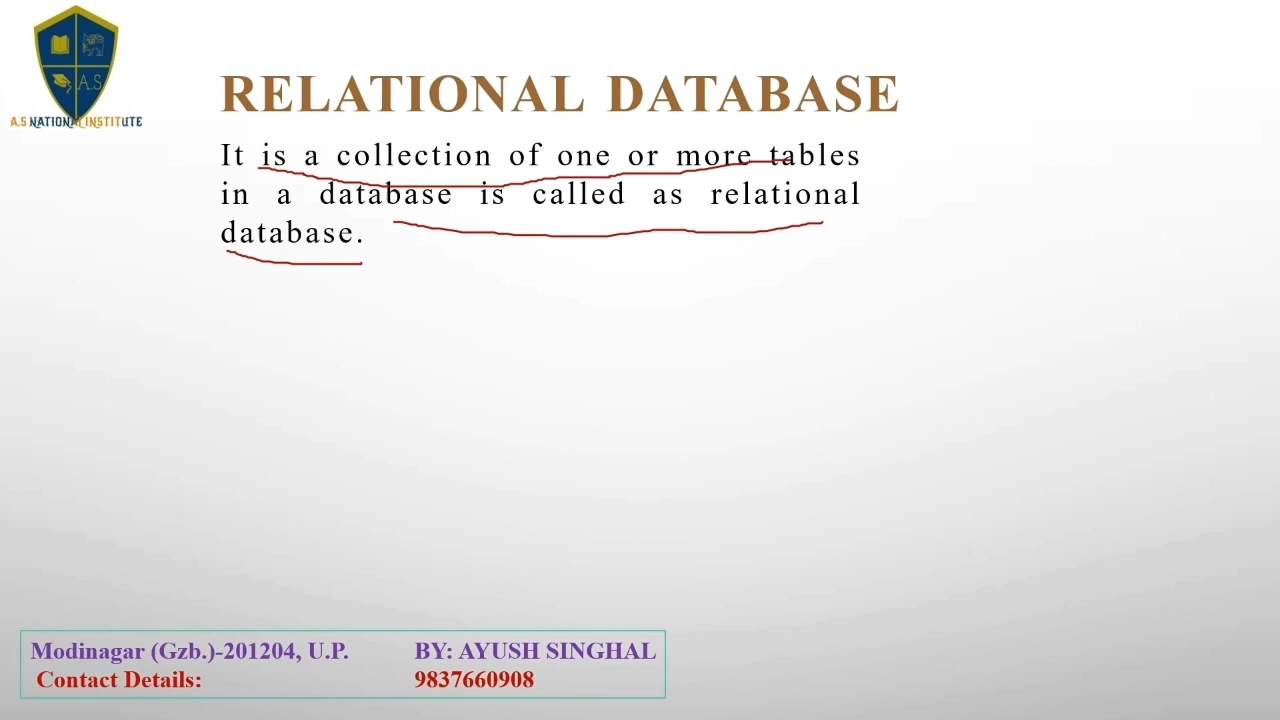 A.S
A.S NATIONAL INSTITUTE
RELATIONAL DATABASE
It is a collection of one or more tables
in a database is called as relational
database.
Modinagar (Gzb.)-201204, U.P. BY: AYUSH SINGHAL
Contact Details: 9837660908